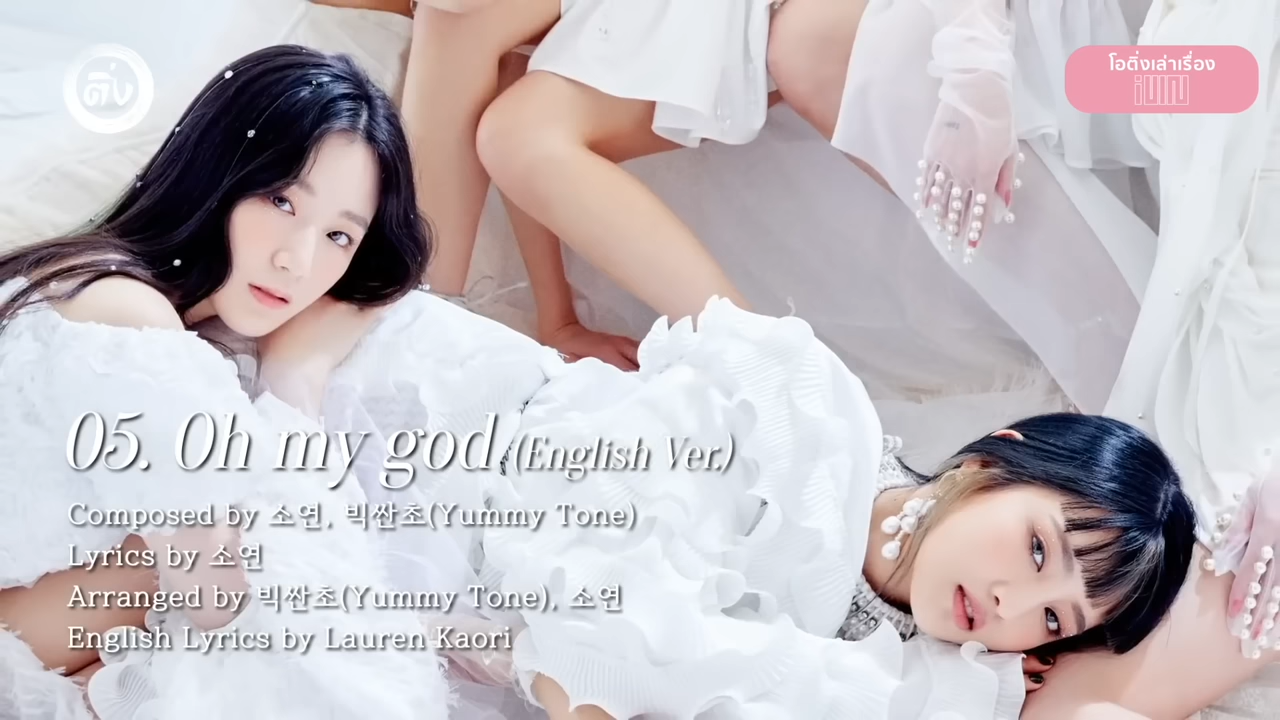 ติ่ง
โอติ่งเล่าเรื่อง
05. Oh my god (English Ver.)
Composed by 소연, 빅싼초(Yummy Tone)
Lyrics by 소연
Arranged by 빅싼초(Yummy Tone), 소연
English Lyrics by Lauren Kaori